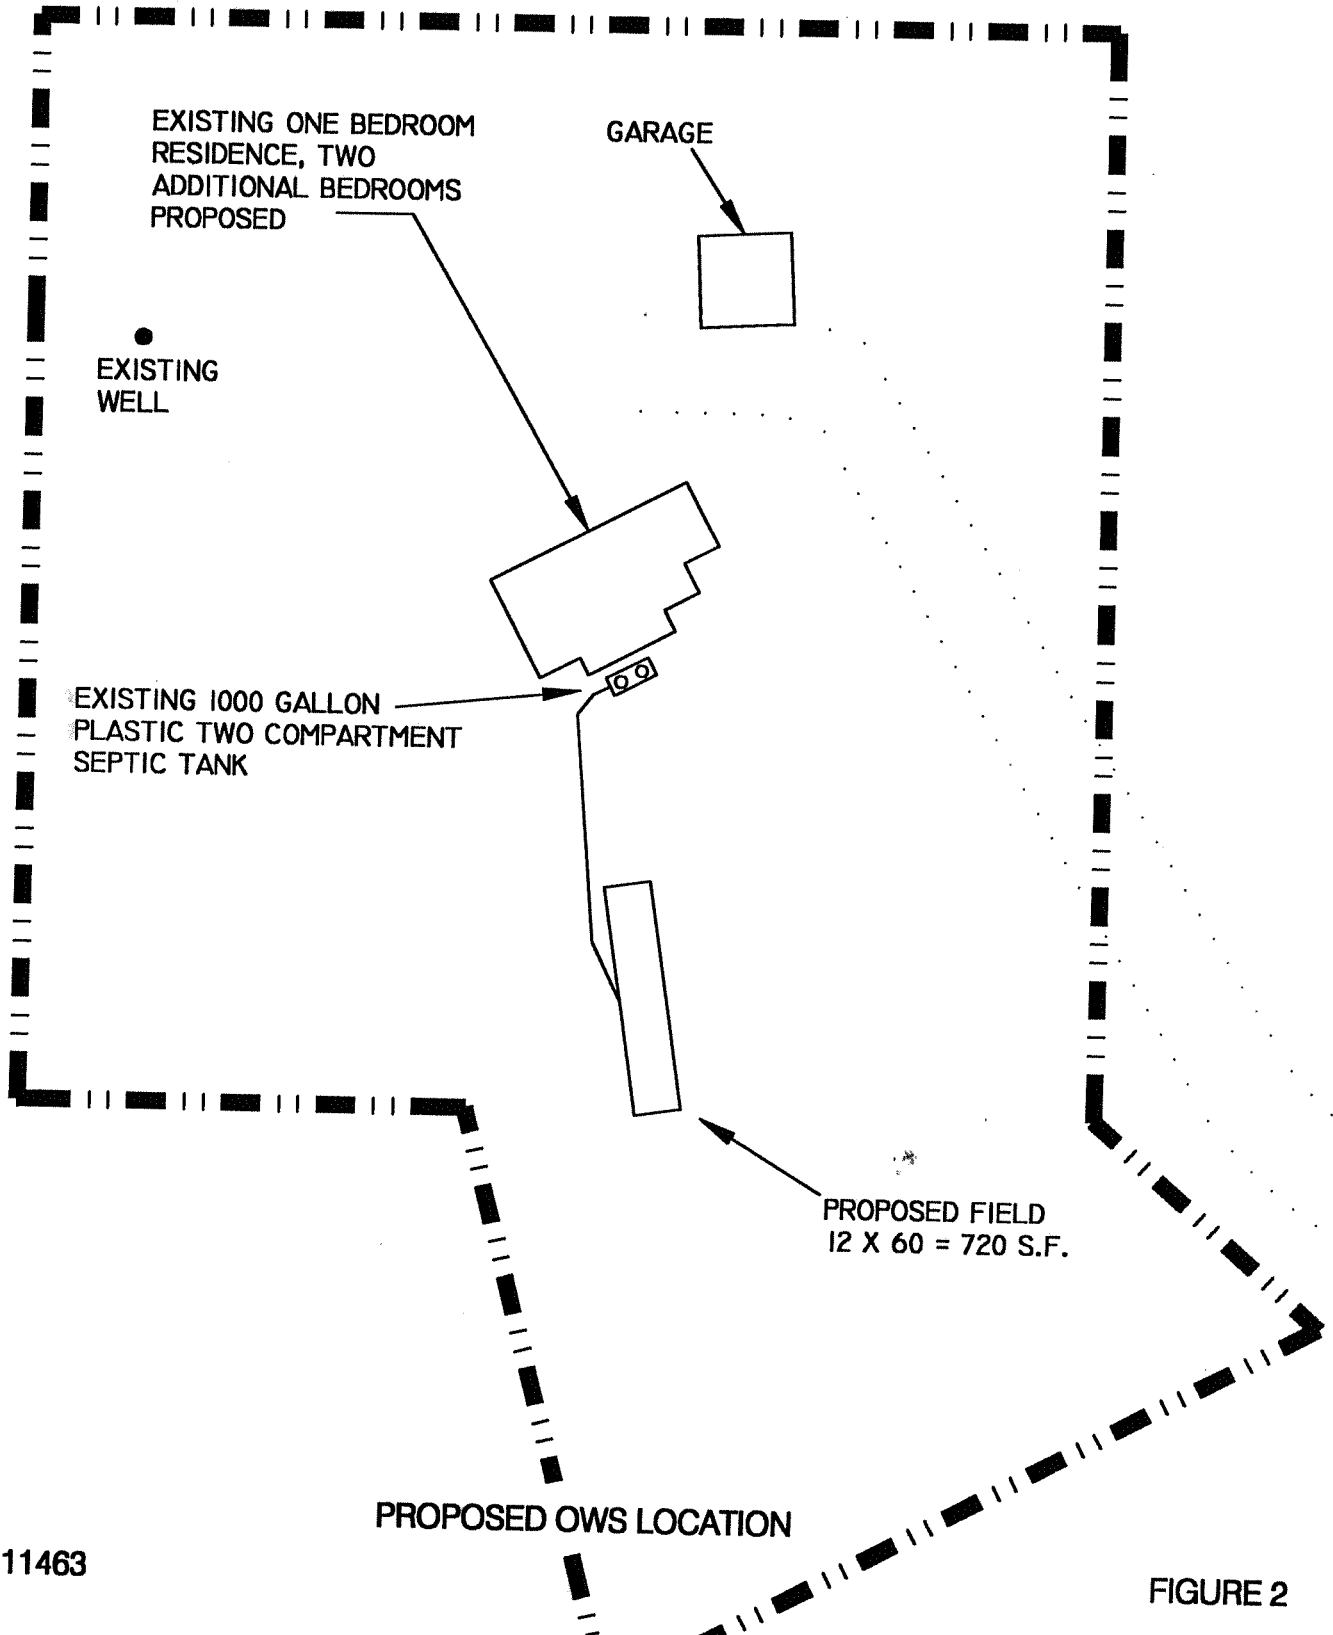 EXISTING ONE BEDROOM
RESIDENCE, TWO
ADDITIONAL BEDROOMS
PROPOSED
GARAGE
EXISTING
WELL
EXISTING 1000 GALLON
PLASTIC TWO COMPARTMENT
SEPTIC TANK
PROPOSED FIELD
12 X 60 = 720 S.F.
PROPOSED OWS LOCATION
11463
FIGURE 2